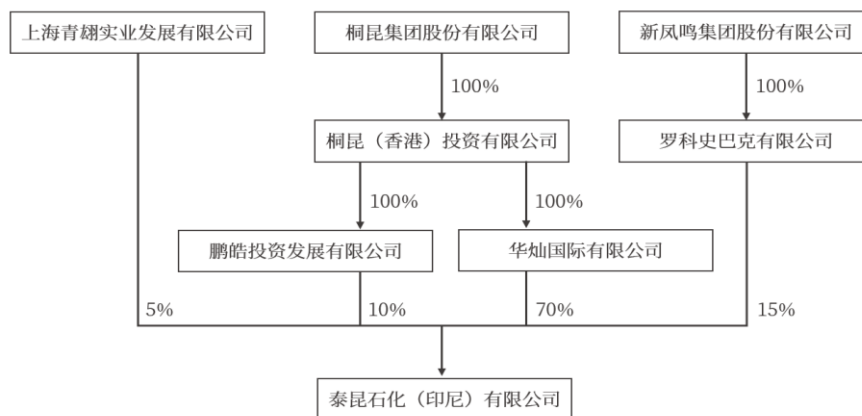 上海青翃实业发展有限公司
桐昆集团股份有限公司
新凤鸣集团股份有限公司
100%
100%
桐昆（香港）投资有限公司
罗科史巴克有限公司
100%
100%
鹏皓投资发展有限公司
华灿国际有限公司
5%
10%
70%
15%
泰昆石化（印尼）有限公司